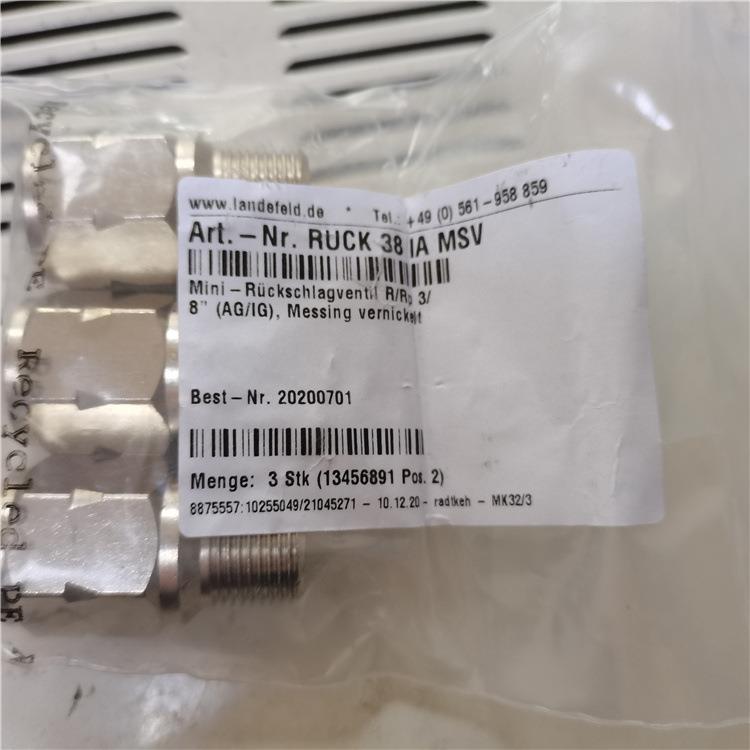 www.landefeld.de * Tel.: +49 (0) 561-958 859
Art.-Nr. RUCK 38 IA MSV
Mini-Rückschlagventil R/Rp 3/
8" (AG/IG), Messing vernickelt
Best-Nr. 20200701
Menge: 3 Stk (13456891 Pos. 2)
8875557:10255049/21045271 - 10.12.20- radtkeh - MK32/3
Recycled PE